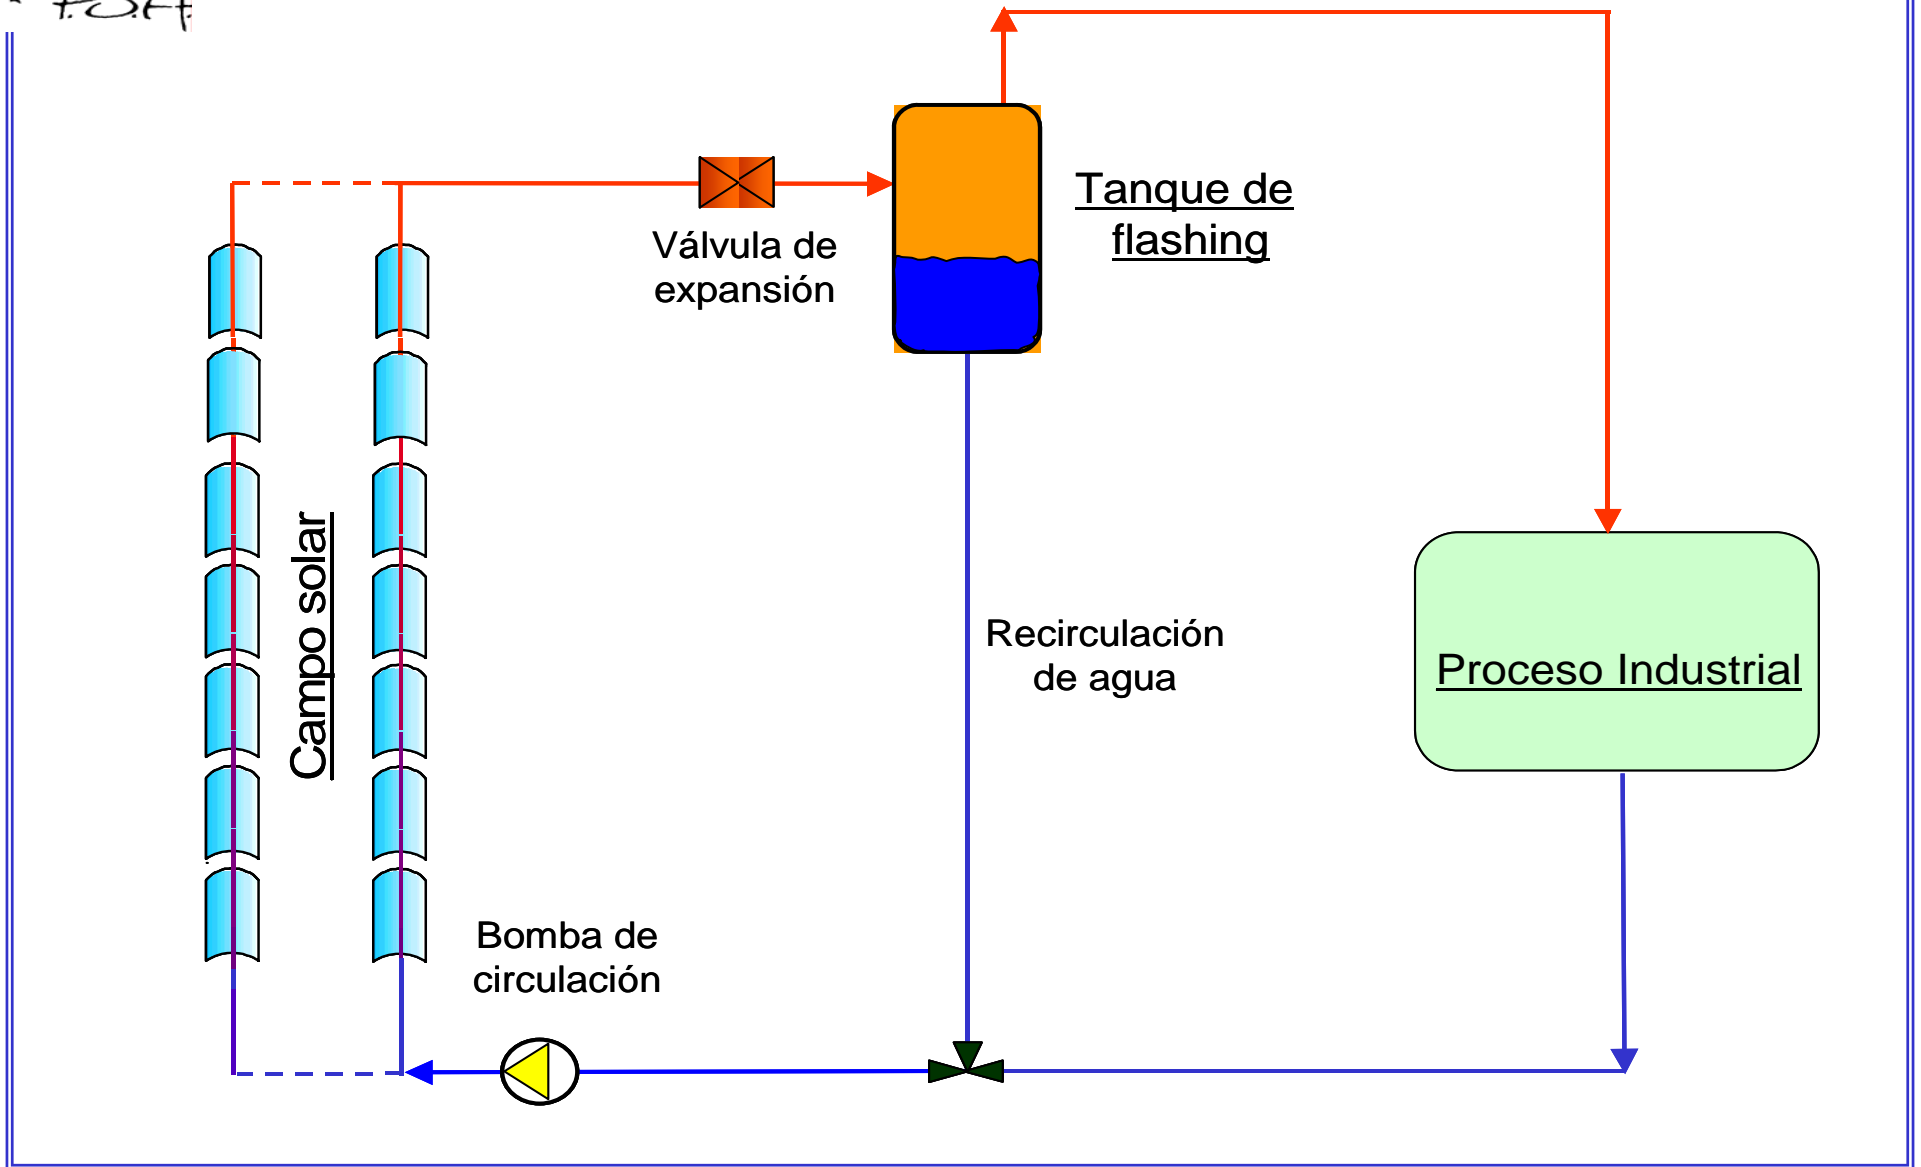 Tanque de
flashing
Válvula de
expansión
Campo solar
Recirculación
de agua
Proceso Industrial
Bomba de
circulación